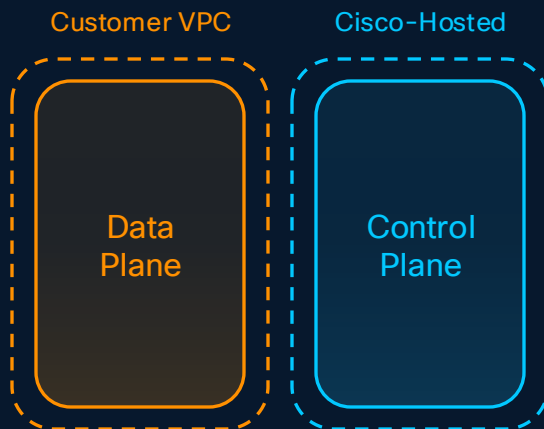 Customer VPC
Cisco-Hosted
Data
Plane
Control
Plane